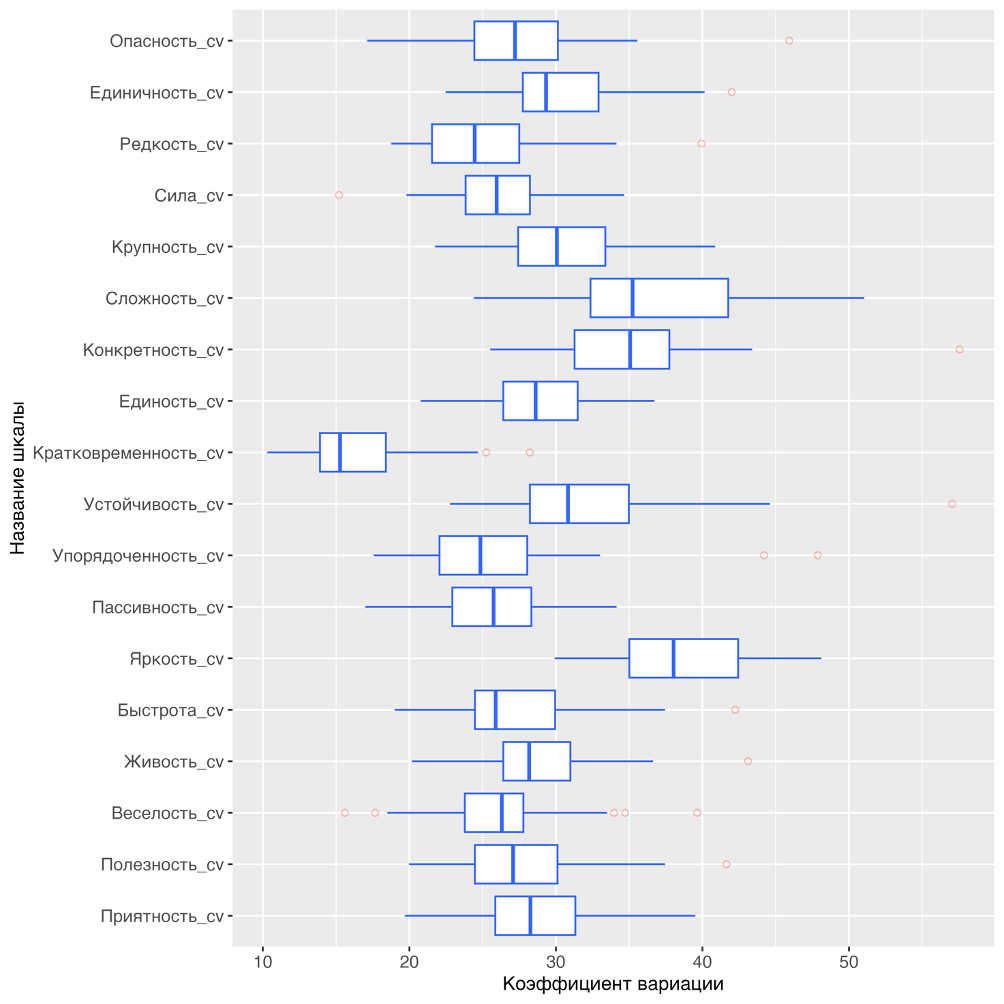 Название шкалы
Опасность_cv
Единичность_cv
Редкость_cv
Сила_cv
Крупность_cv
Сложность_cv
Конкретность_cv
Единость_cv
Кратковременность_cv
Устойчивость_cv
Упорядоченность_cv
Пассивность_cv
Яркость_cv
Быстрота_cv
Живость_cv
Веселость_cv
Полезность_cv
Приятность_cv
10 20 30 40 50
Коэффициент вариации